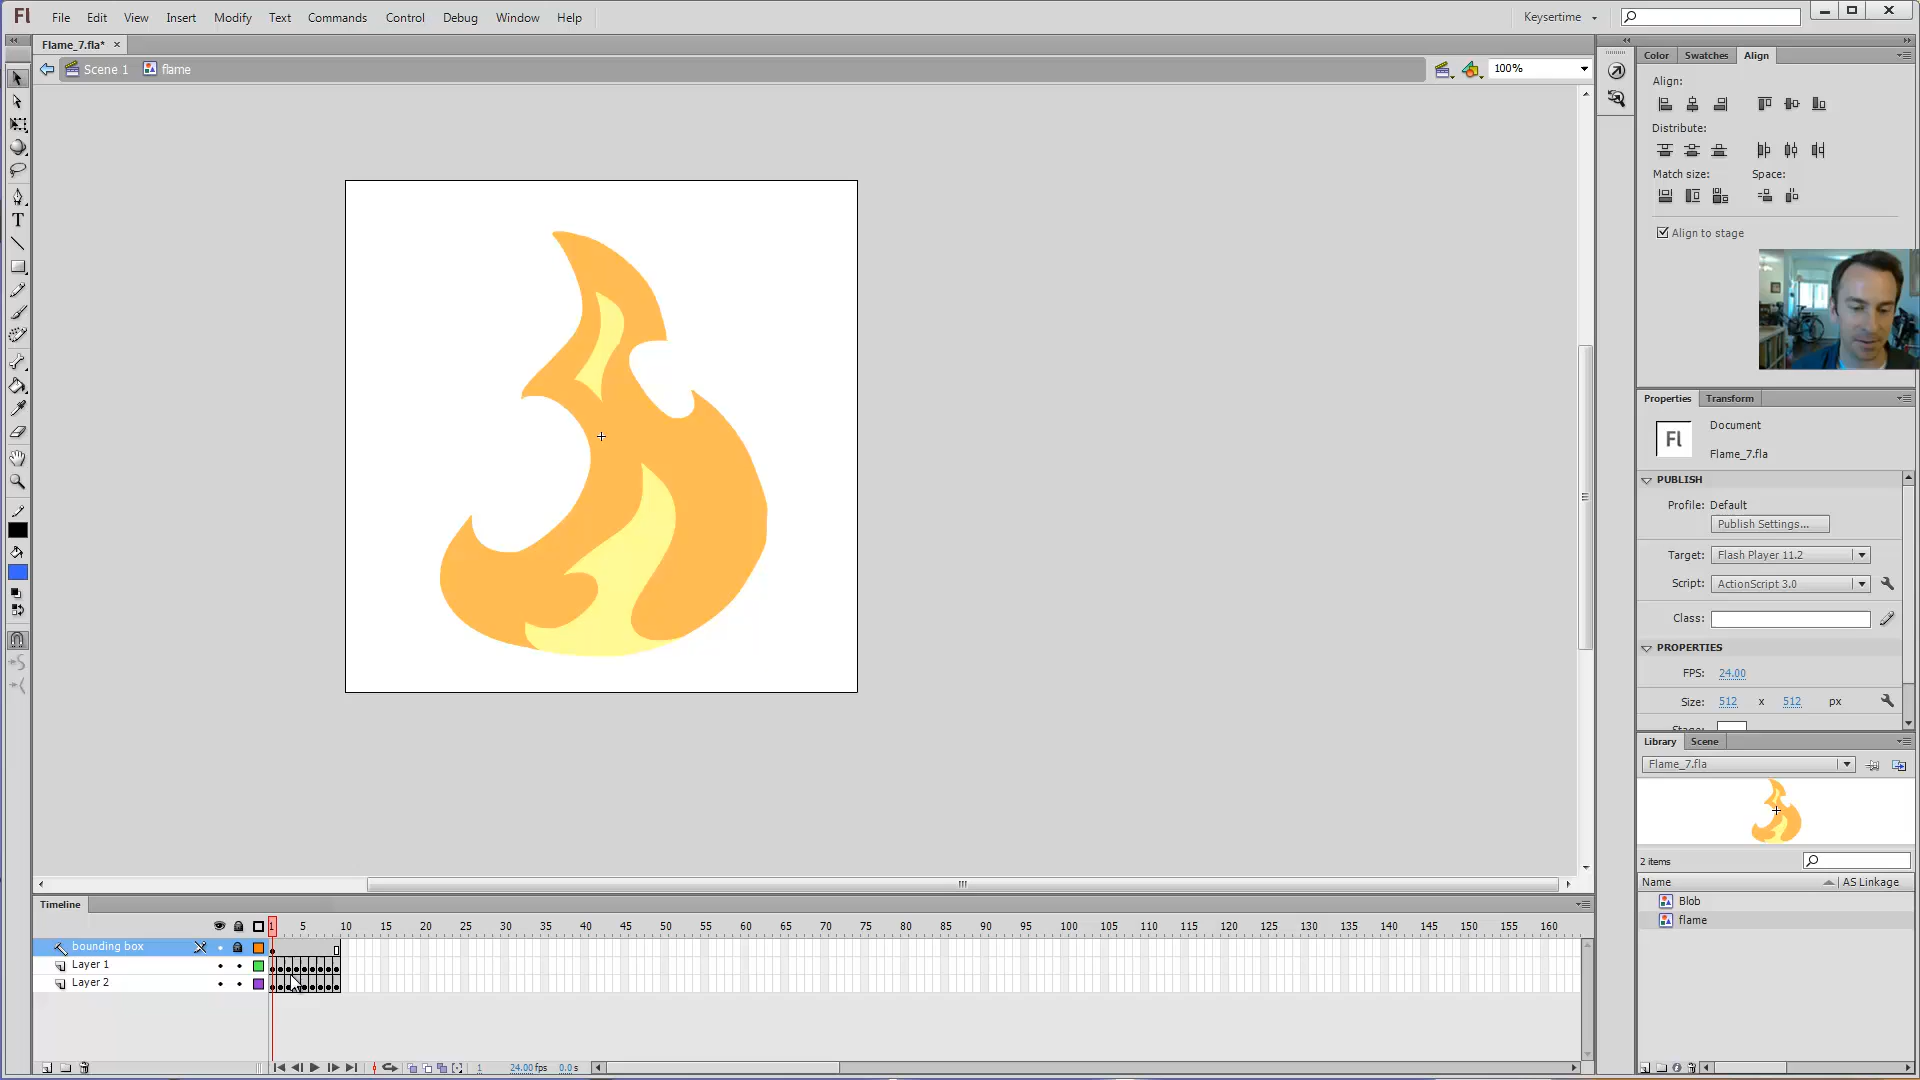 Fl File Edit View Insert Modify Text Commands Control Debug Window Help Keysertime
Flame_7.fla* ×
Scene 1 flame 100%
Color Swatches Align
Align:
Distribute:
Match size: Space:
Align to stage
Properties Transform
Fl Document
Flame_7.fla
PUBLISH
Profile: Default
Publish Settings...
Target: Flash Player 11.2
Script: ActionScript 3.0
Class:
PROPERTIES
FPS: 24.00
Size: 512 x 512 px
Library Scene
Flame_7.fla
2 items
Name AS Linkage
Blob
flame
Timeline
1 5 10 15 20 25 30 35 40 45 50 55 60 65 70 75 80 85 90 95 100 105 110 115 120 125 130 135 140 145 150 155 160
bounding box
Layer 1
Layer 2
1 24.00 fps 0.0 s